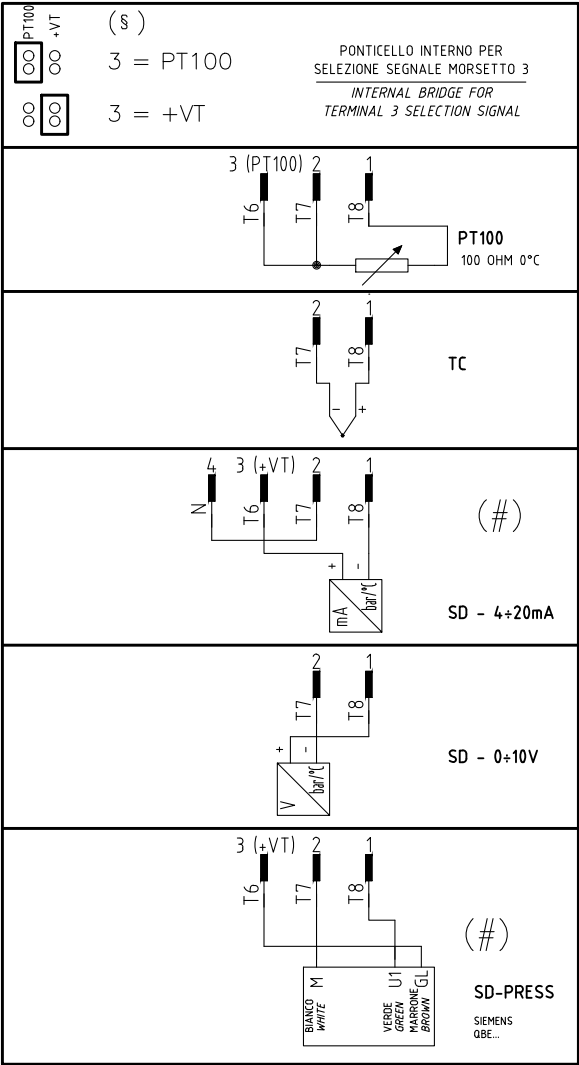 PT100
+VT
(§)
3 = PT100
3 = +VT
PONTICELLO INTERNO PER
SELEZIONE SEGNALE MORSETTO 3
INTERNAL BRIDGE FOR
TERMINAL 3 SELECTION SIGNAL
3 (PT100) 2 1
T6 T7 T8
PT100
100 OHM 0°C
2 1
T7 T8
TC
- +
4 3 (+VT) 2 1
N T6 T7 T8
(#)
+ -
mA bar/°C
SD - 4÷20mA
2 1
T7 T8
+ -
V bar/°C
SD - 0÷10V
3 (+VT) 2 1
T6 T7 T8
(#)
M U1 GL
BIANCO
WHITE
VERDE
GREEN
MARRONE
BROWN
SD-PRESS
SIEMENS
QBE...